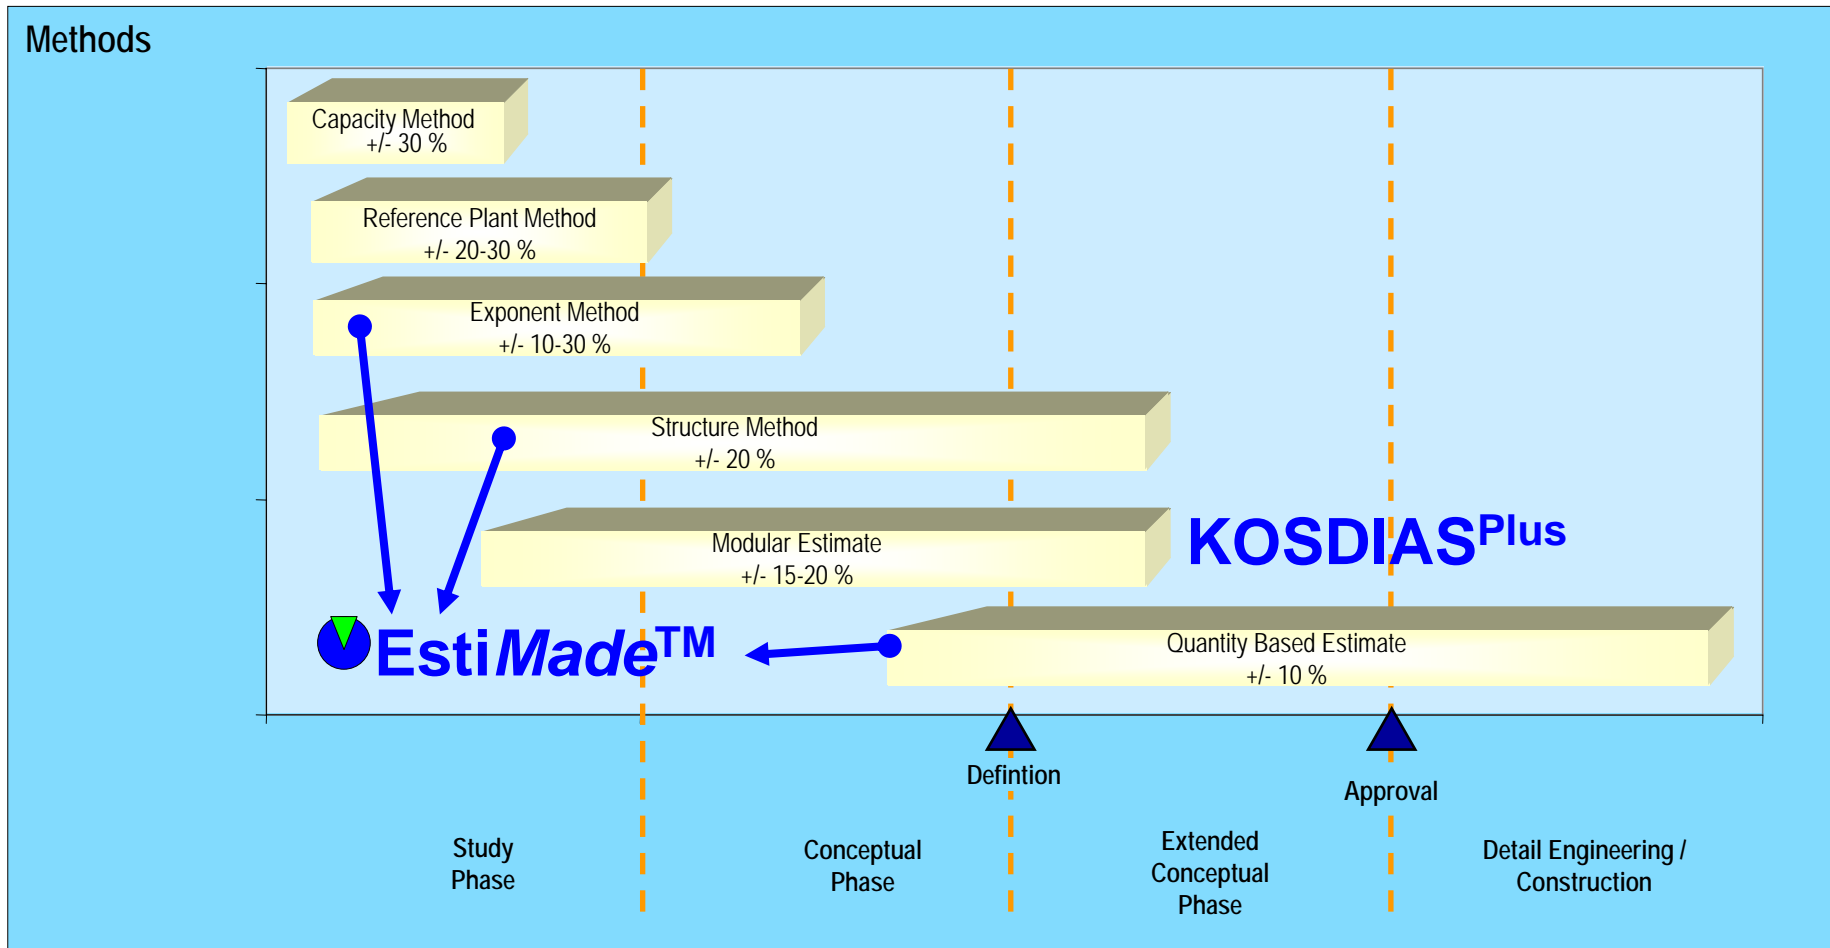 Methods
Capacity Method
+/- 30 %
Reference Plant Method
+/- 20-30 %
Exponent Method
+/- 10-30 %
Structure Method
+/- 20 %
Modular Estimate
+/- 15-20 %
KOSDIASPlus
EstiMadeTM
Quantity Based Estimate
+/- 10 %
Defintion
Approval
Study
Phase
Conceptual
Phase
Extended
Conceptual
Phase
Detail Engineering /
Construction